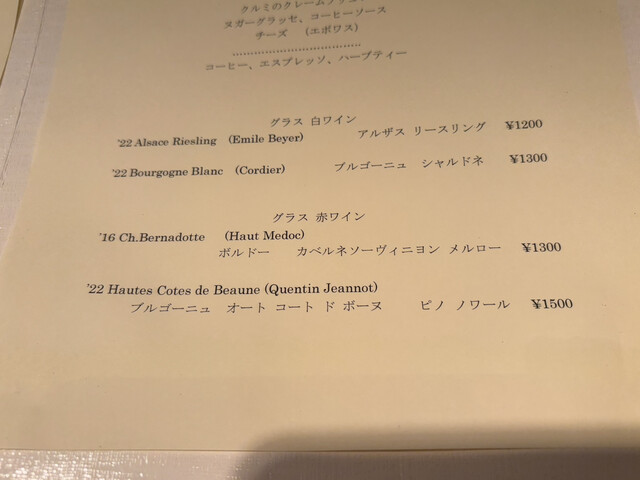 クルミのクレームブリュレ
ヌガーグラッセ、コーヒーソース
チーズ (エポワス)
コーヒー、エスプレッソ、ハーブティー
グラス 白ワイン
'22 Alsace Riesling (Emile Beyer) アルザス リースリング ¥1200
'22 Bourgogne Blanc (Cordier) ブルゴーニュ シャルドネ ¥1300
グラス 赤ワイン
'16 Ch.Bernadotte (Haut Medoc)
ボルドー カベルネソーヴィニヨン メルロー ¥1300
'22 Hautes Cotes de Beaune (Quentin Jeannot)
ブルゴーニュ オート コート ド ボーヌ ピノ ノワール ¥1500